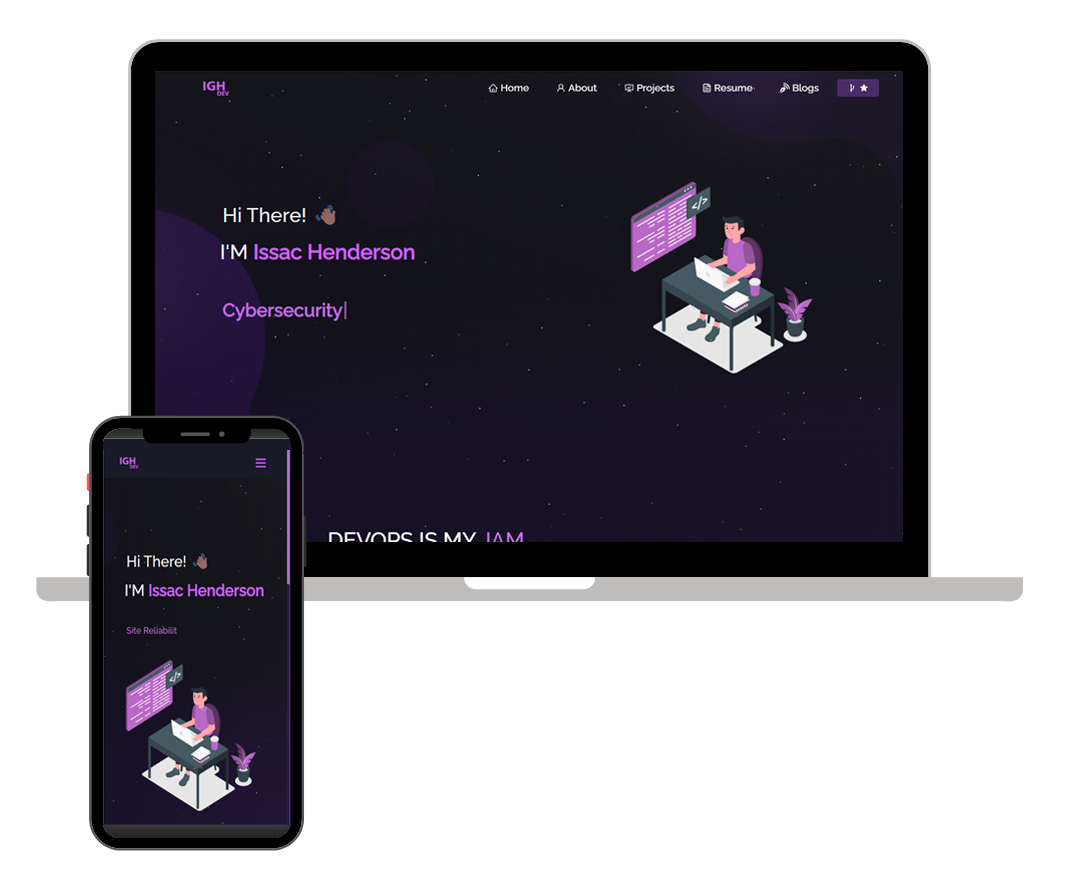 IGH
DEV
Home About Projects Resume Blogs
Hi There!
I'M Issac Henderson
Cybersecurity|
</>
DEVOPS IS MY JAM
IGH
DEV
Hi There!
I'M Issac Henderson
Site Reliabilit
</>